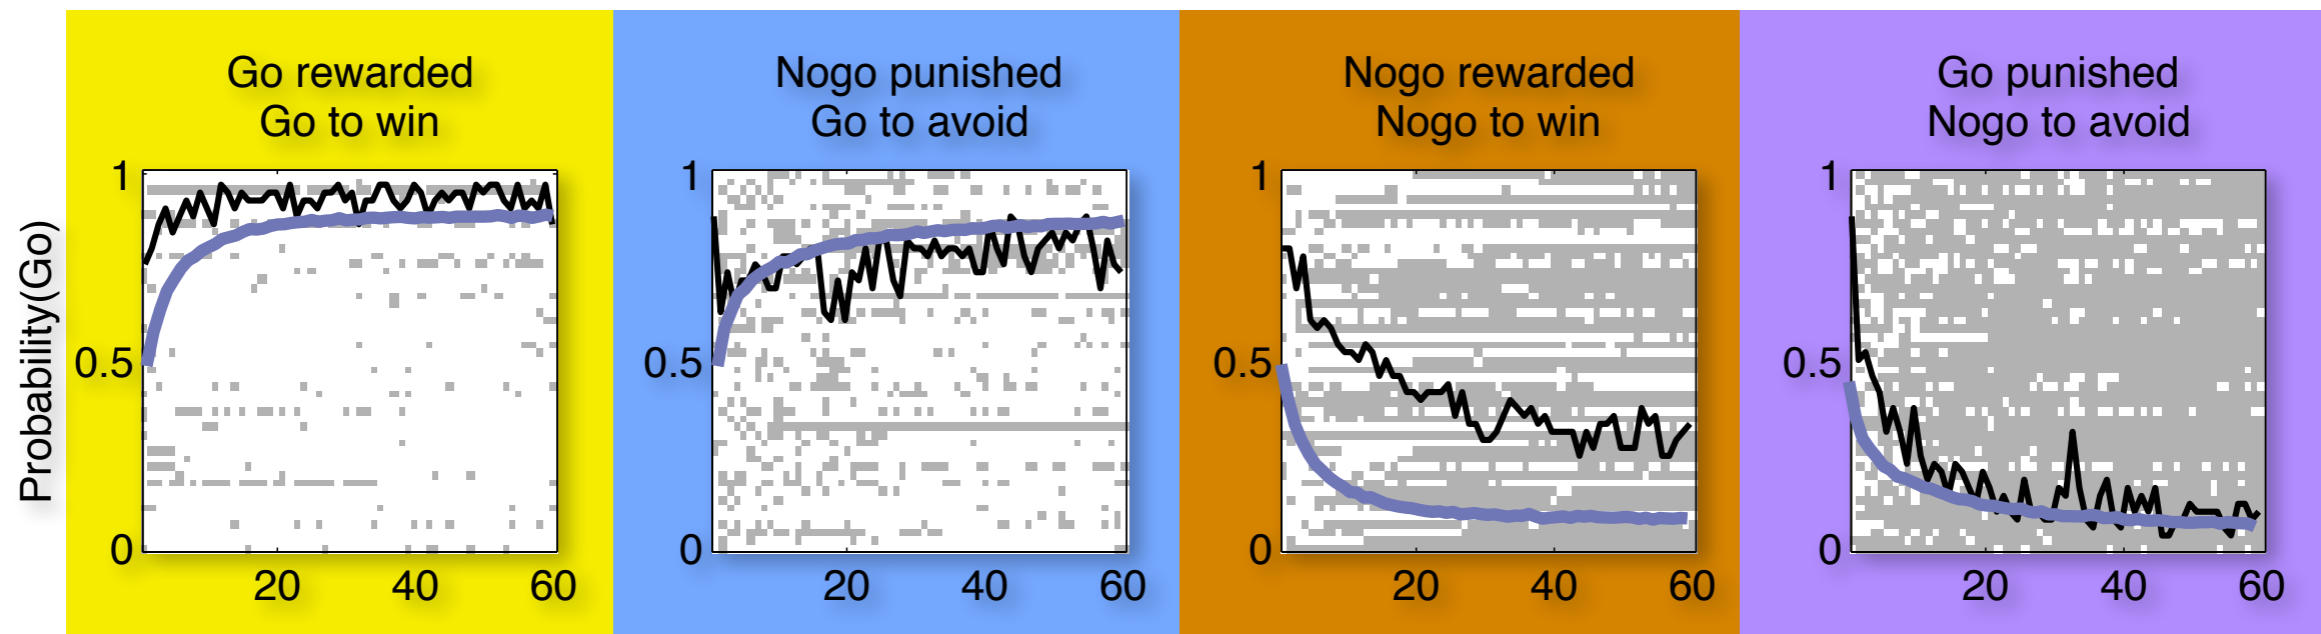 Go rewarded
Go to win
Nogo punished
Go to avoid
Nogo rewarded
Nogo to win
Go punished
Nogo to avoid
Probability(Go)
1
0.5
0
20 40 60
1
0.5
0
20 40 60
1
0.5
0
20 40 60
1
0.5
0
20 40 60